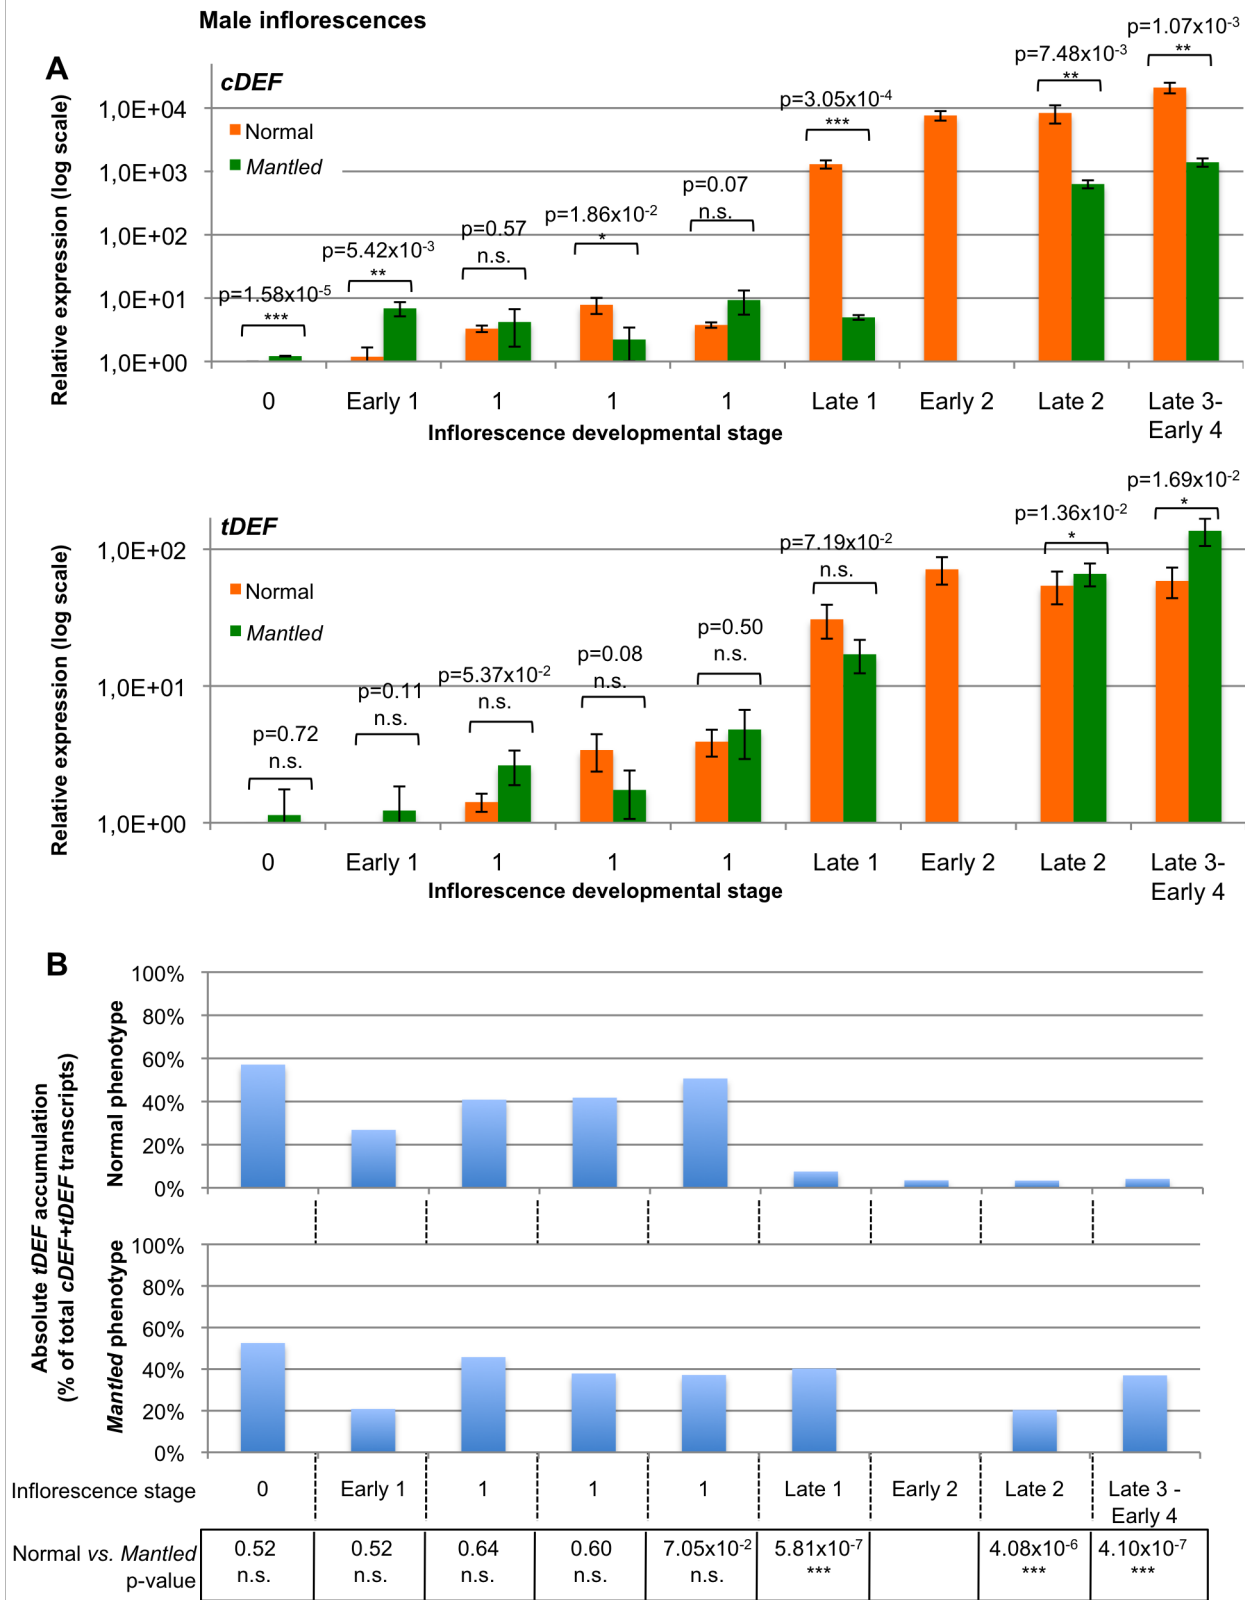 Male inflorescences
A
cDEF
Normal
Mantled
Relative expression (log scale)
1,0E+04
1,0E+03
1,0E+02
1,0E+01
1,0E+00
p=1.58x10-5
***
p=5.42x10-3
**
p=0.57
n.s.
p=1.86x10-2
*
p=0.07
n.s.
p=3.05x10-4
***
p=7.48x10-3
**
p=1.07x10-3
**
0 Early 1 1 1 1 Late 1 Early 2 Late 2 Late 3-
Early 4
Inflorescence developmental stage
tDEF
Normal
Mantled
Relative expression (log scale)
1,0E+02
1,0E+01
1,0E+00
p=0.72
n.s.
p=0.11
n.s.
p=5.37x10-2
n.s.
p=0.08
n.s.
p=0.50
n.s.
p=7.19x10-2
n.s.
p=1.36x10-2
*
p=1.69x10-2
*
0 Early 1 1 1 1 Late 1 Early 2 Late 2 Late 3-
Early 4
Inflorescence developmental stage
B
Absolute tDEF accumulation
(% of total cDEF+tDEF transcripts)
Normal phenotype
100%
80%
60%
40%
20%
0%
Mantled phenotype
100%
80%
60%
40%
20%
0%
Inflorescence stage 0 Early 1 1 1 1 Late 1 Early 2 Late 2 Late 3 -
Early 4
Normal vs. Mantled 0.52 0.52 0.64 0.60 7.05x10-2 5.81x10-7 4.08x10-6 4.10x10-7
p-value n.s. n.s. n.s. n.s. n.s. *** *** ***